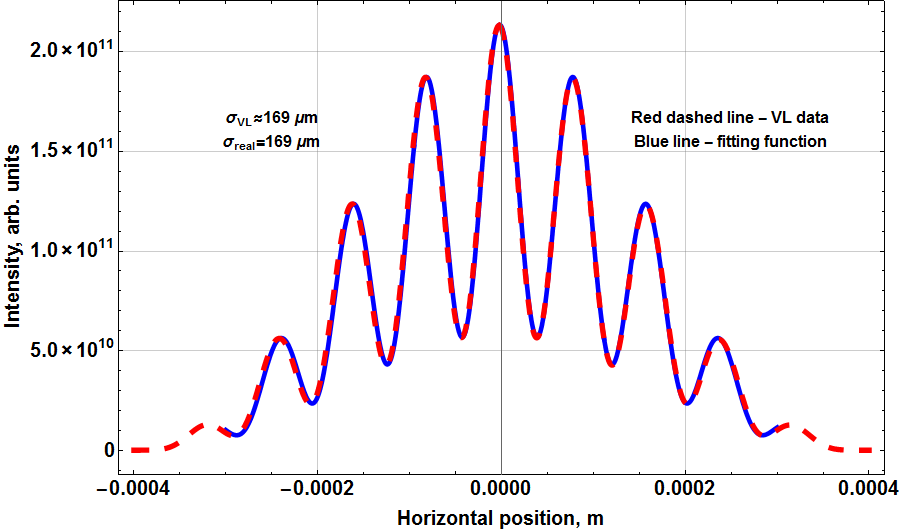 2.0×10¹¹
1.5×10¹¹
1.0×10¹¹
5.0×10¹⁰
0
Intensity, arb. units
σVL≈169 μm
σreal=169 μm
Red dashed line – VL data
Blue line – fitting function
−0.0004
−0.0002
0.0000
0.0002
0.0004
Horizontal position, m